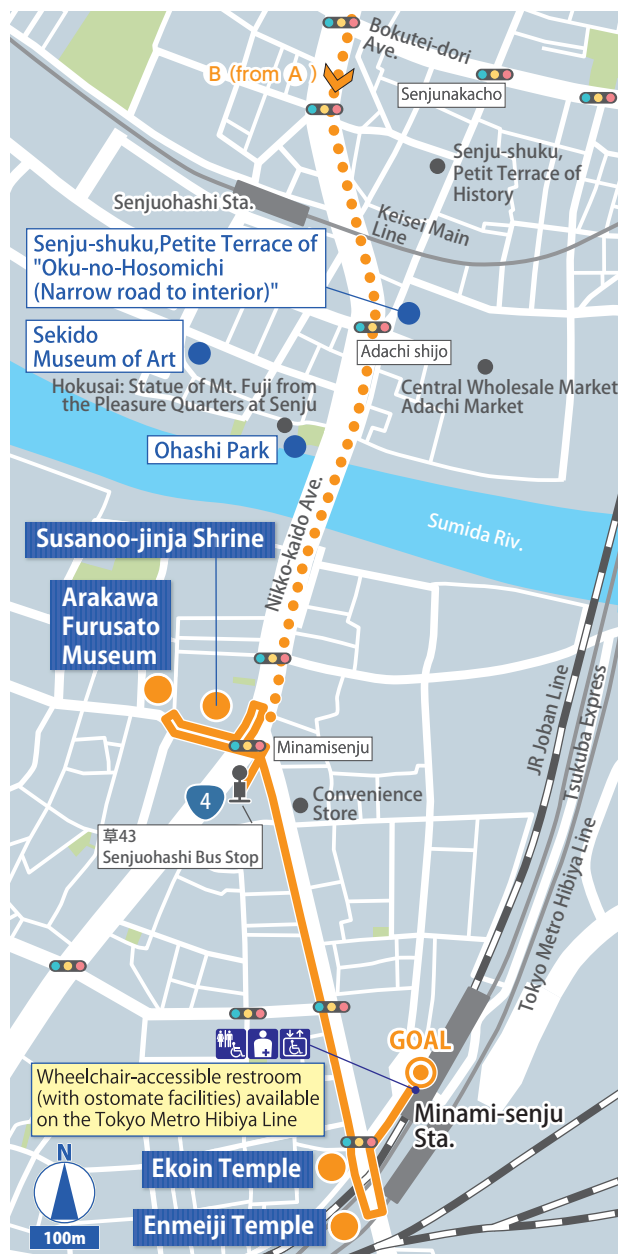 Bokutei-dori
Ave.
B (from A)
Senjunakacho
Senju-shuku,
Petit Terrace of
History
Senjuohashi Sta.
Keisei Main
Line
Senju-shuku,Petite Terrace of
"Oku-no-Hosomichi
(Narrow road to interior)"
Sekido
Museum of Art
Adachi shijo
Hokusai: Statue of Mt. Fuji from
the Pleasure Quarters at Senju
Central Wholesale Market
Adachi Market
Ohashi Park
Nikko-kaido Ave.
Sumida Riv.
Susanoo-jinja Shrine
Arakawa
Furusato
Museum
JR Joban Line
Tsukuba Express
Tokyo Metro Hibiya Line
Minamisenju
4
Convenience
Store
草43
Senjuohashi Bus Stop
GOAL
Wheelchair-accessible restroom
(with ostomate facilities) available
on the Tokyo Metro Hibiya Line
Minami-senju
Sta.
Ekoin Temple
Enmeiji Temple
N
100m